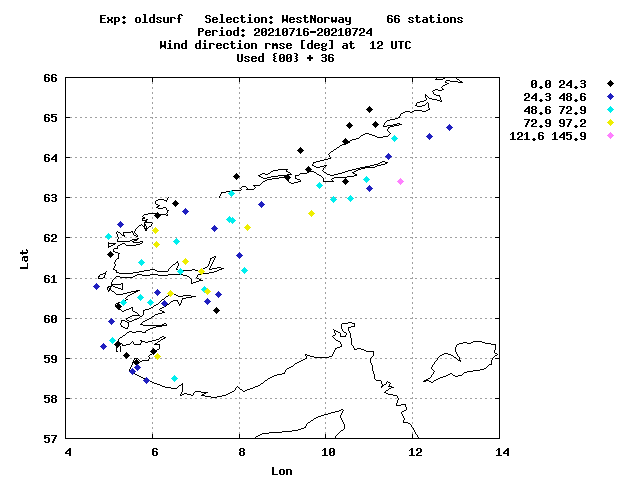 Exp: oldsurf   Selection: WestNorway     66 stations
Period: 20210716-20210724
Wind direction rmse [deg] at  12 UTC
Used {00} + 36
66
65
64
63
62
61
60
59
58
57
Lat
4 6 8 10 12 14
Lon
0.0 24.3
24.3 48.6
48.6 72.9
72.9 97.2
121.6 145.9